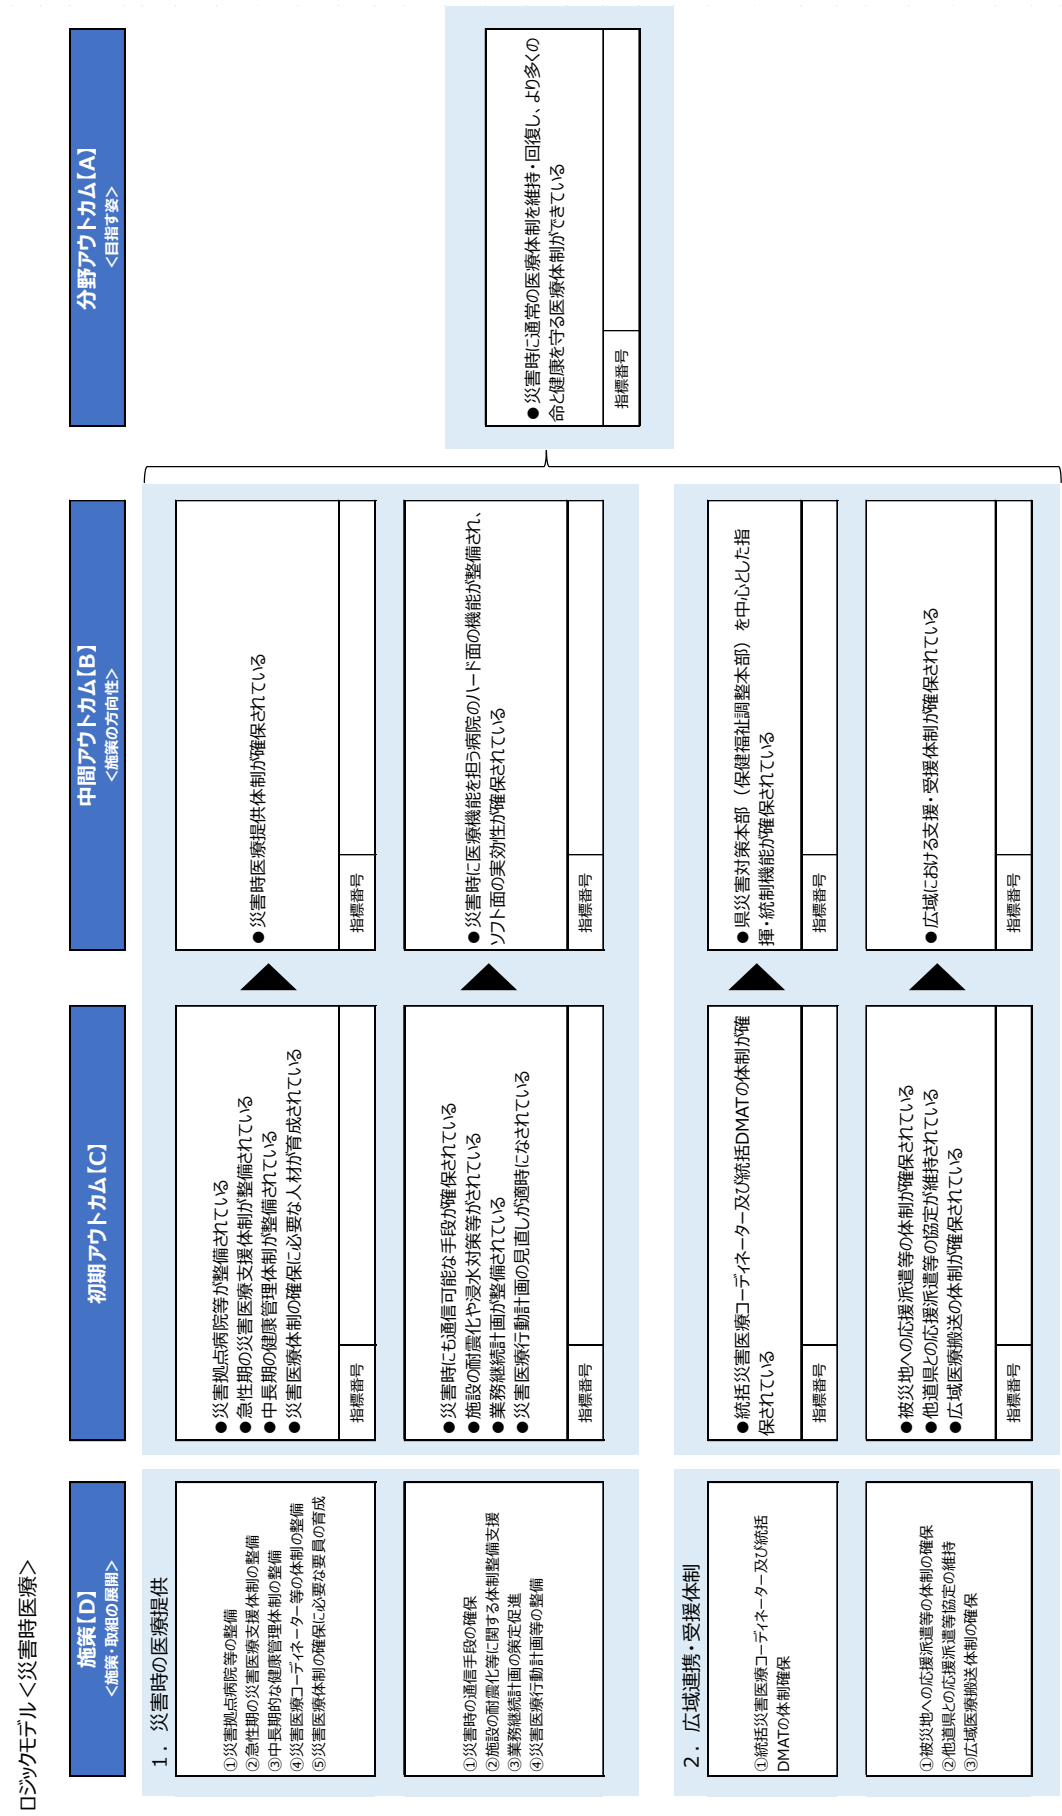 ロジックモデル＜災害時医療＞
施策【D】
＜施策・取組の展開＞
初期アウトカム【C】
中間アウトカム【B】
＜施策の方向性＞
分野アウトカム【A】
＜目指す姿＞
１．災害時の医療提供
①災害拠点病院等の整備
②急性期の災害医療支援体制の整備
③中長期的な健康管理体制の整備
④災害医療コーディネーター等の体制の整備
⑤災害医療体制の確保に必要な要員の育成
●災害拠点病院等が整備されている
●急性期の災害医療支援体制が整備されている
●中長期の健康管理体制が整備されている
●災害医療体制の確保に必要な人材が育成されている
指標番号
●災害時医療提供体制が確保されている
指標番号
①災害時の通信手段の確保
②施設の耐震化等に関する体制整備支援
③業務継続計画の策定促進
④災害医療行動計画等の整備
●災害時にも通信可能な手段が確保されている
●施設の耐震化や浸水対策等がされている
●業務継続計画が整備されている
●災害医療行動計画の見直しが適時になされている
指標番号
●災害時に医療機能を担う病院のハード面の機能が整備され、
ソフト面の実効性が確保されている
指標番号
●災害時に通常の医療体制を維持・回復し、より多くの
命と健康を守る医療体制ができている
指標番号
２．広域連携・受援体制
①統括災害医療コーディネーター及び統括
DMATの体制確保
●統括災害医療コーディネーター及び統括DMATの体制が確
保されている
指標番号
●県災害対策本部（保健福祉調整本部）を中心とした指
揮・統制機能が確保されている
指標番号
①被災地への応援派遣等の体制の確保
②他道県との応援派遣等協定の維持
③広域医療搬送体制の確保
●被災地への応援派遣等の体制が確保されている
●他道県との応援派遣等の協定が維持されている
●広域医療搬送の体制が確保されている
指標番号
●広域における支援・受援体制が確保されている
指標番号